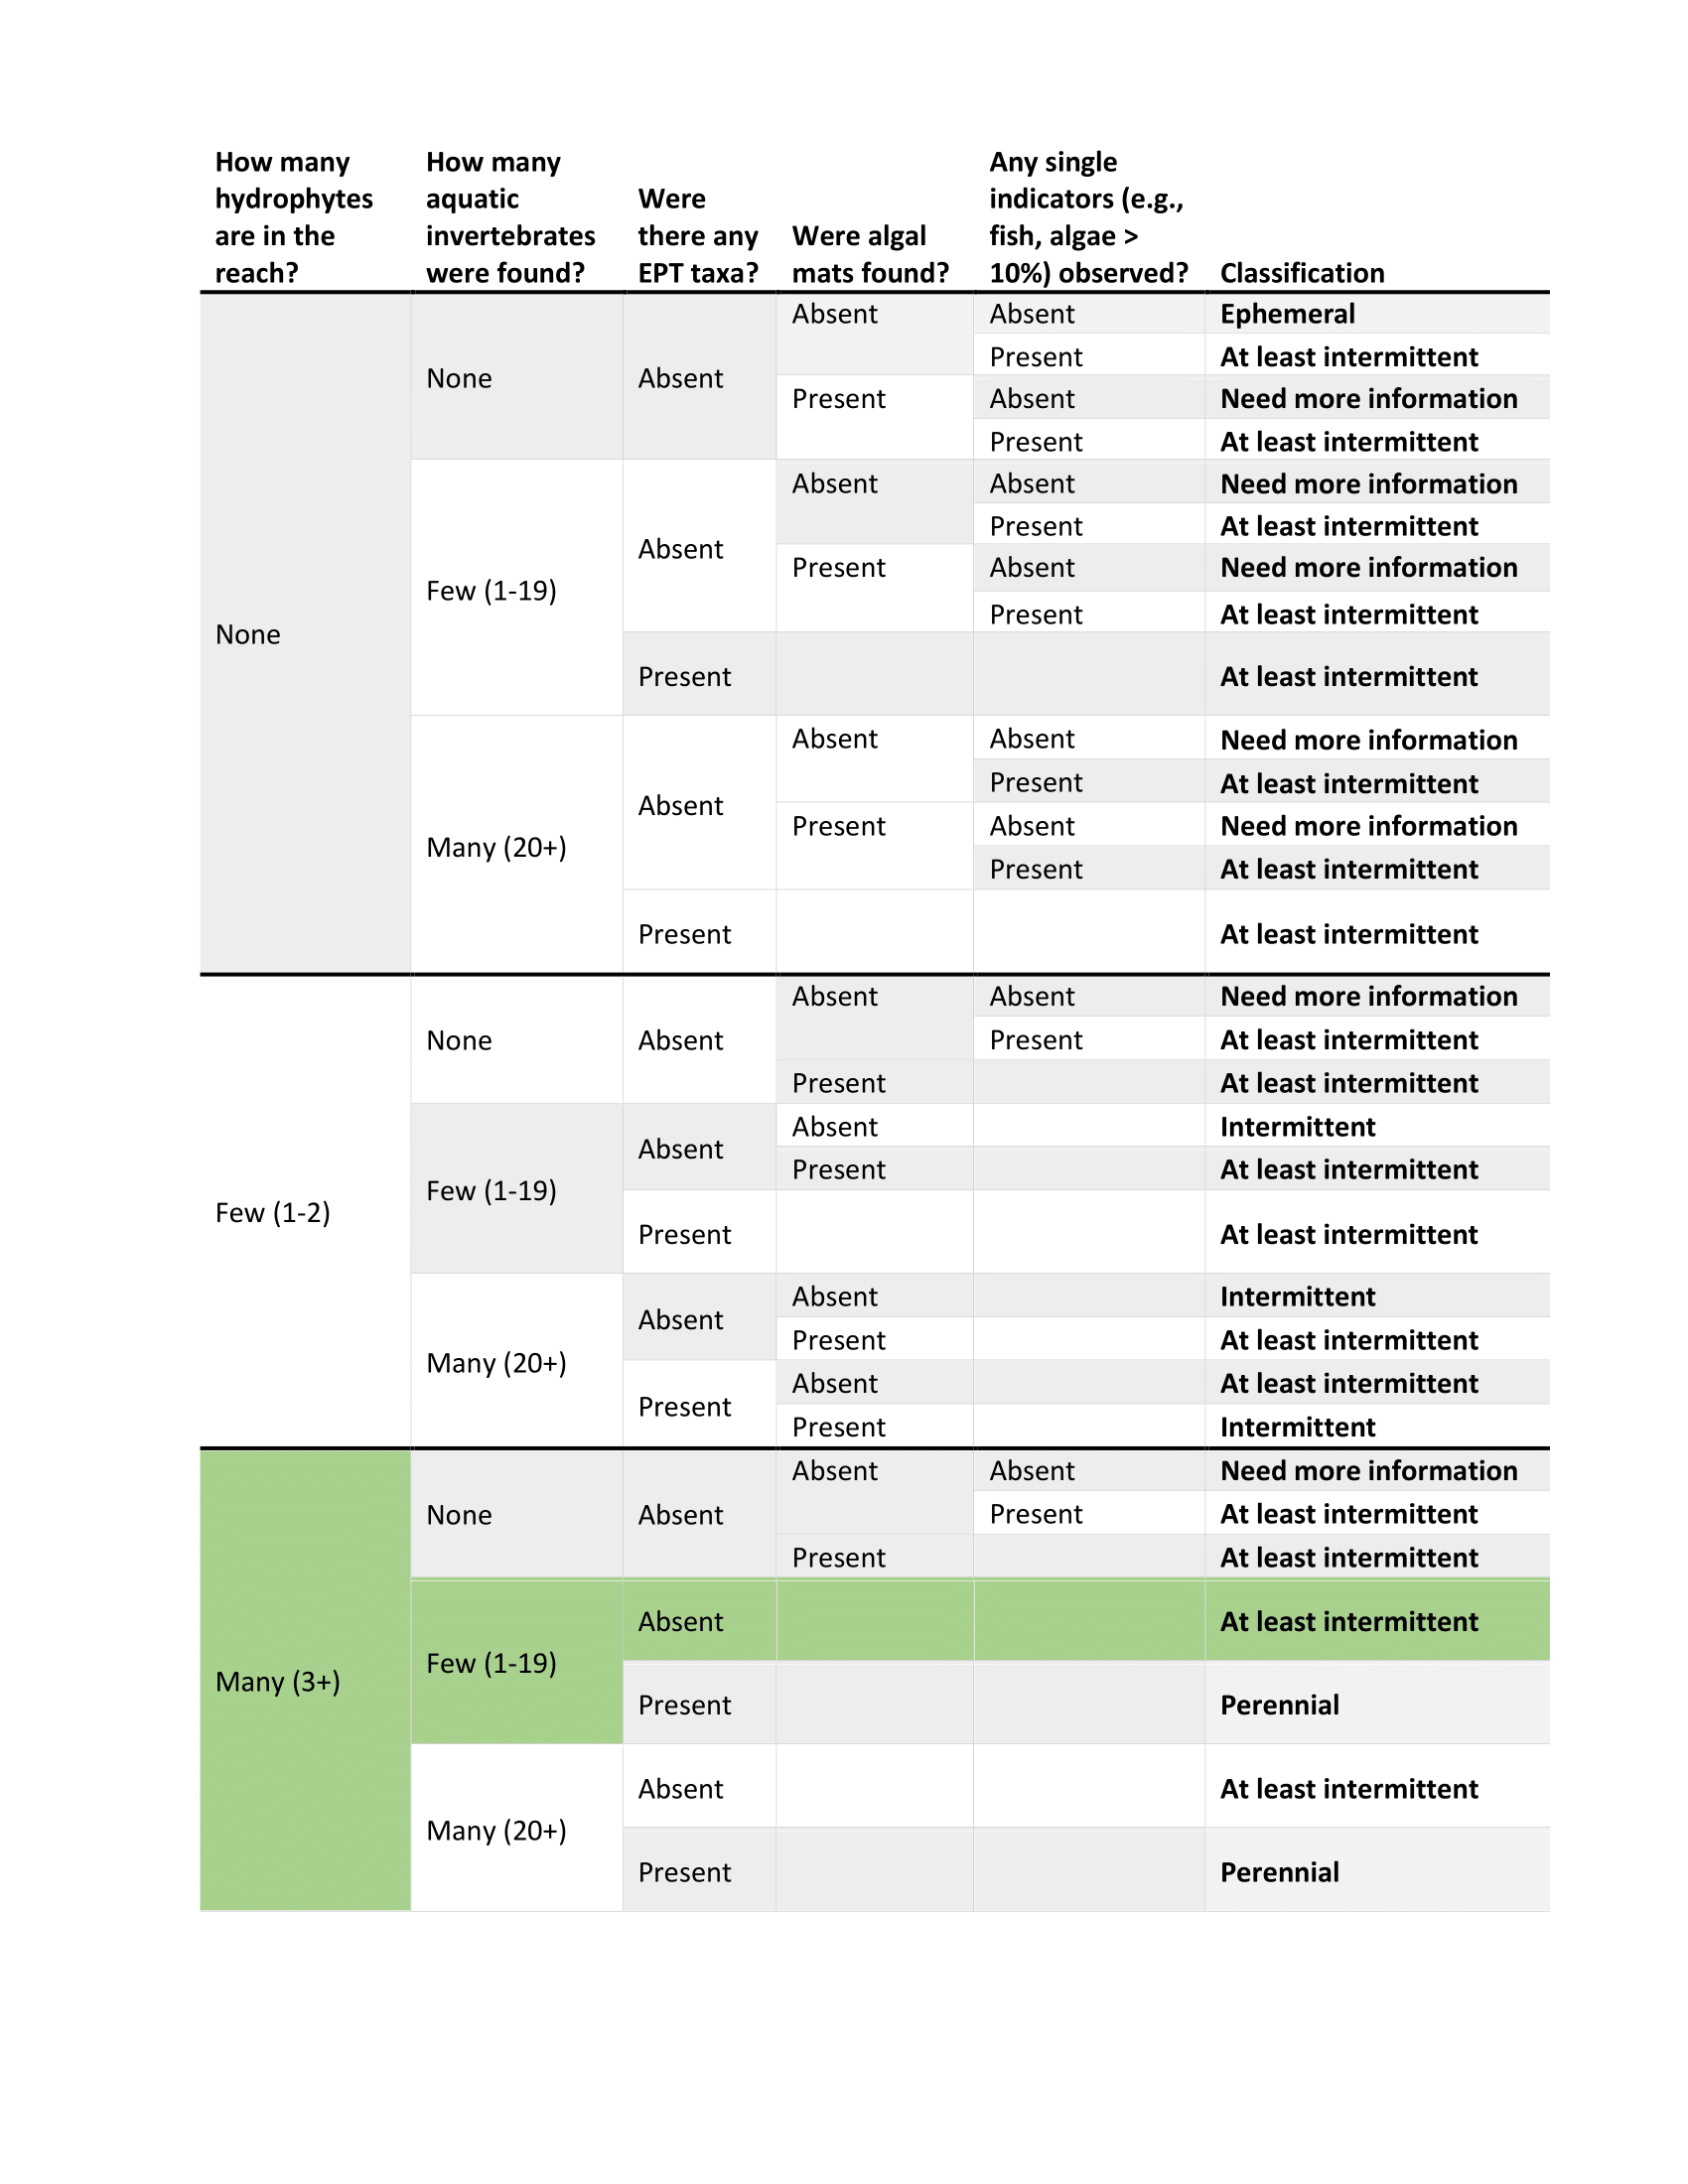 How many
hydrophytes
are in the
reach?
How many
aquatic
invertebrates
were found?
Were
there any
EPT taxa?
Were algal
mats found?
Any single
indicators (e.g.,
fish, algae >
10%) observed?
Classification
None
None
Absent
Absent
Absent
Ephemeral
Present
At least intermittent
Present
Absent
Need more information
Present
At least intermittent
Few (1-19)
Absent
Absent
Absent
Need more information
Present
At least intermittent
Present
Absent
Need more information
Present
At least intermittent
Present
At least intermittent
Many (20+)
Absent
Absent
Absent
Need more information
Present
At least intermittent
Present
Absent
Need more information
Present
At least intermittent
Present
At least intermittent
Few (1-2)
None
Absent
Absent
Absent
Need more information
Present
At least intermittent
Present
At least intermittent
Few (1-19)
Absent
Absent
Intermittent
Present
At least intermittent
Present
At least intermittent
Many (20+)
Absent
Absent
Intermittent
Present
At least intermittent
Present
Absent
At least intermittent
Present
Intermittent
Many (3+)
None
Absent
Absent
Absent
Need more information
Present
At least intermittent
Present
At least intermittent
Few (1-19)
Absent
At least intermittent
Present
Perennial
Many (20+)
Absent
At least intermittent
Present
Perennial